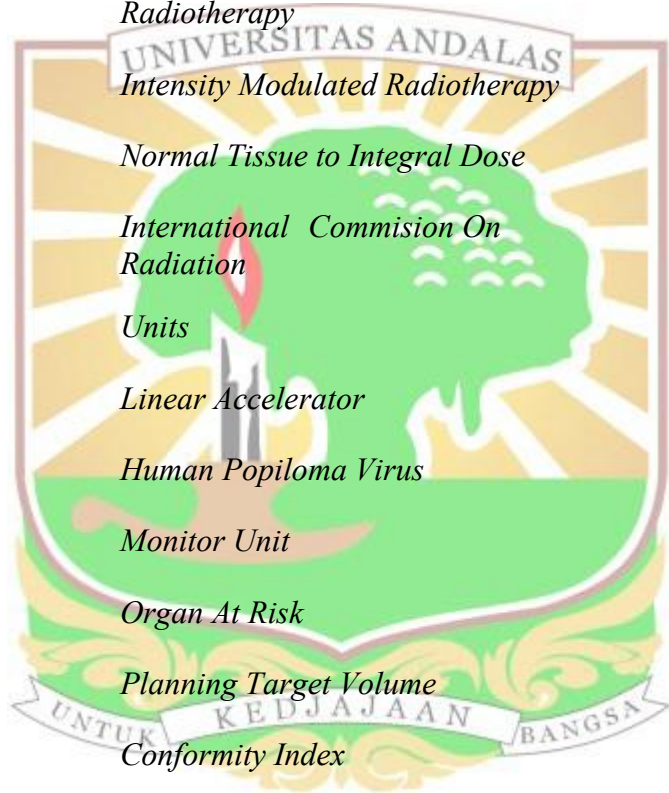 Radiotherapy
UNIVERSITAS ANDALAS
Intensity Modulated Radiotherapy
Normal Tissue to Integral Dose
International Commision On
Radiation
Units
Linear Accelerator
Human Popiloma Virus
Monitor Unit
Organ At Risk
Planning Target Volume
UNTUK KEDJAJAAN BANGSA
Conformity Index